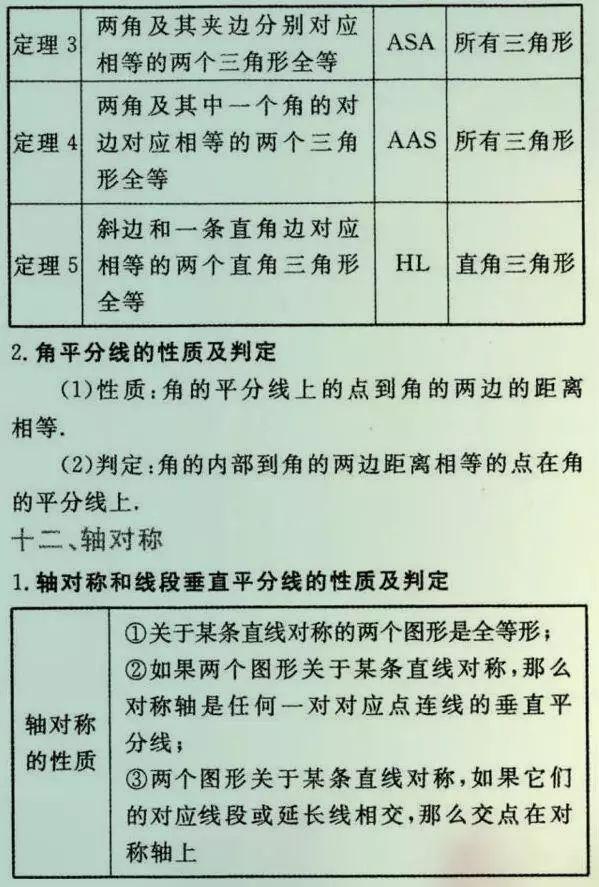 两角及其夹边分别对应
定理3 相等的两个三角形全等 ASA 所有三角形
两角及其中一个角的对
定理4 边对应相等的两个三角 AAS 所有三角形
形全等
斜边和一条直角边对应
定理5 相等的两个直角三角形 HL 直角三角形
全等
2.角平分线的性质及判定
(1)性质:角的平分线上的点到角的两边的距离
相等.
(2)判定:角的内部到角的两边距离相等的点在角
的平分线上.
十二、轴对称
1.轴对称和线段垂直平分线的性质及判定
轴对称
的性质
①关于某条直线对称的两个图形是全等形;
②如果两个图形关于某条直线对称,那么
对称轴是任何一对对应点连线的垂直平
分线;
③两个图形关于某条直线对称,如果它们
的对应线段或延长线相交,那么交点在对
称轴上